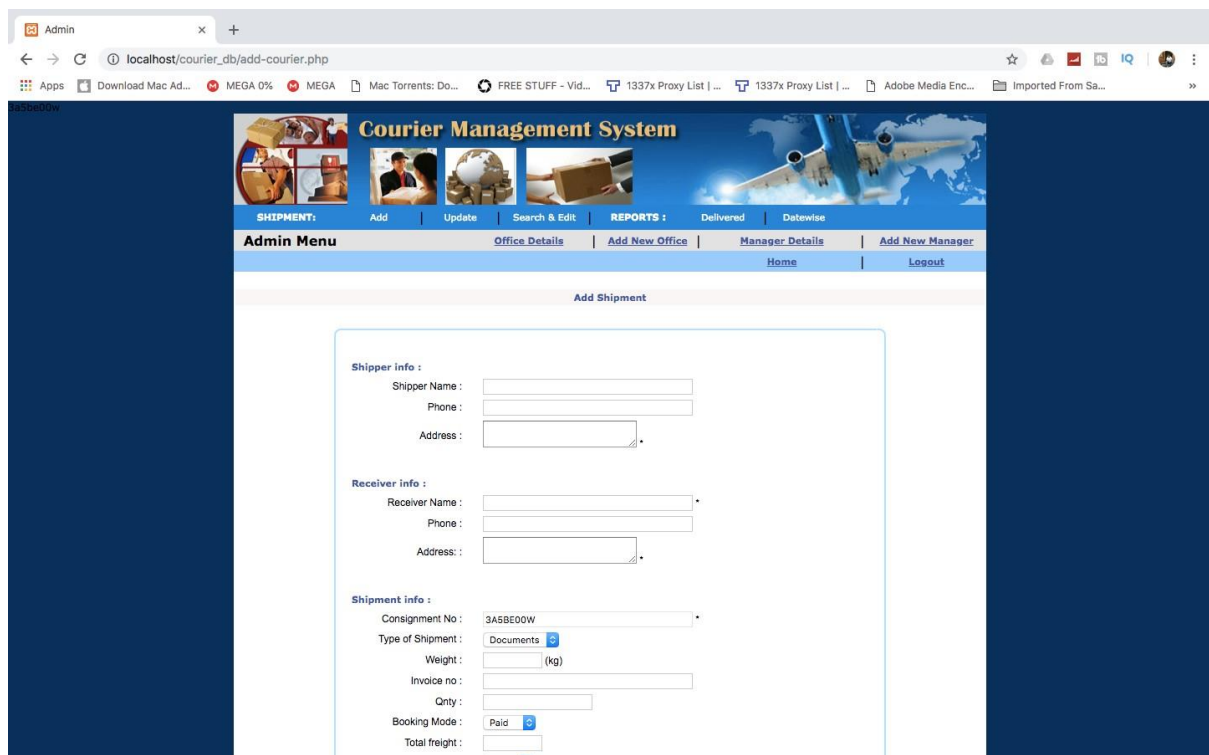 Admin
localhost/courier_db/add-courier.php
IQ
Apps Download Mac Ad... MEGA 0% MEGA Mac Torrents: Do... FREE STUFF - Vid... 1337x Proxy List | ... 1337x Proxy List | ... Adobe Media Enc... Imported From Sa... »
3a5be00w
Courier Management System
SHIPMENT: Add | Update | Search & Edit | REPORTS : Delivered | Datewise
Admin Menu Office Details | Add New Office | Manager Details | Add New Manager
Home | Logout
Add Shipment
Shipper info :
Shipper Name :
Phone :
Address : *
Receiver info :
Receiver Name : *
Phone :
Address: : *
Shipment info :
Consignment No : 3A5BE00W *
Type of Shipment : Documents
Weight : (kg)
Invoice no :
Qnty :
Booking Mode : Paid
Total freight :